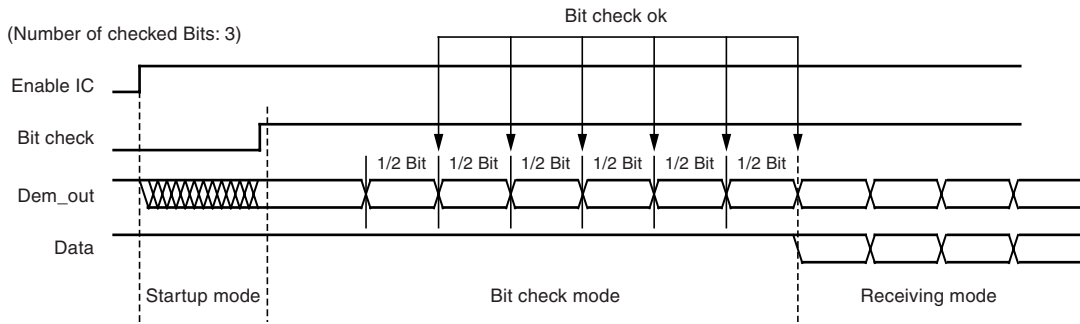 Bit check ok
(Number of checked Bits: 3)
Enable IC
Bit check
1/2 Bit 1/2 Bit 1/2 Bit 1/2 Bit 1/2 Bit 1/2 Bit
Dem_out
Data
Startup mode Bit check mode Receiving mode